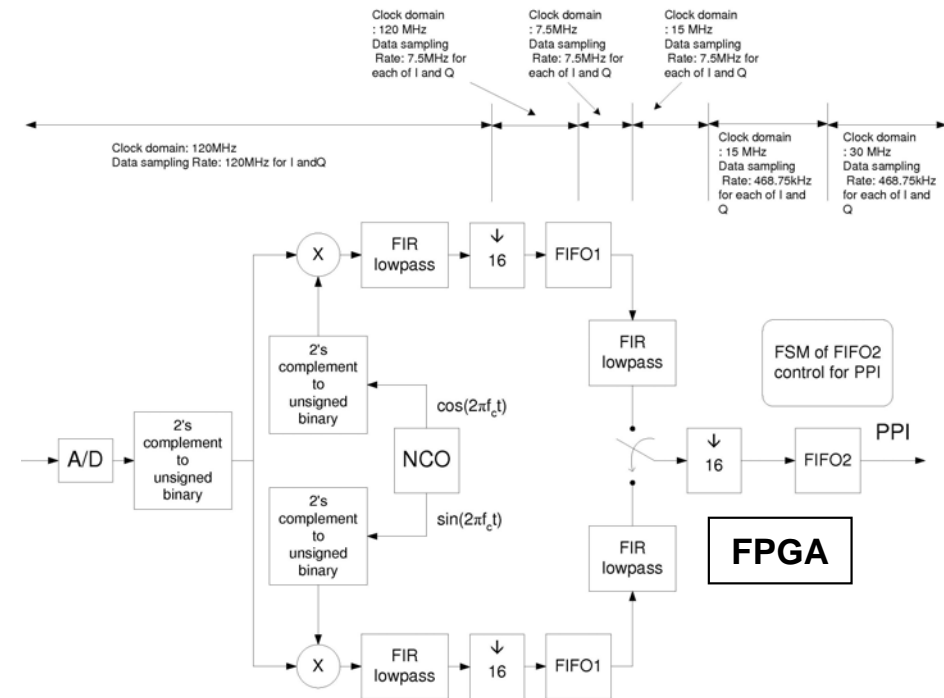 Clock domain
: 120 MHz
Data sampling
Rate: 7.5MHz for
each of I and Q
Clock domain
: 7.5MHz
Data sampling
Rate: 7.5MHz for
each of I and Q
Clock domain
: 15 MHz
Data sampling
Rate: 7.5MHz for
each of I and Q
Clock domain: 120MHz
Data sampling Rate: 120MHz for I andQ
Clock domain
: 15 MHz
Data sampling
Rate: 468.75kHz
for each of I and
Q
Clock domain
: 30 MHz
Data sampling
Rate: 468.75kHz
for each of I and
Q
X
FIR
lowpass
↓
16
FIFO1
2's
complement
to
unsigned
binary
cos(2πfct)
FIR
lowpass
FSM of FIFO2
control for PPI
A/D
2's
complement
to
unsigned
binary
NCO
↓
16
FIFO2
PPI
2's
complement
to
unsigned
binary
sin(2πfct)
FIR
lowpass
FPGA
X
FIR
lowpass
↓
16
FIFO1